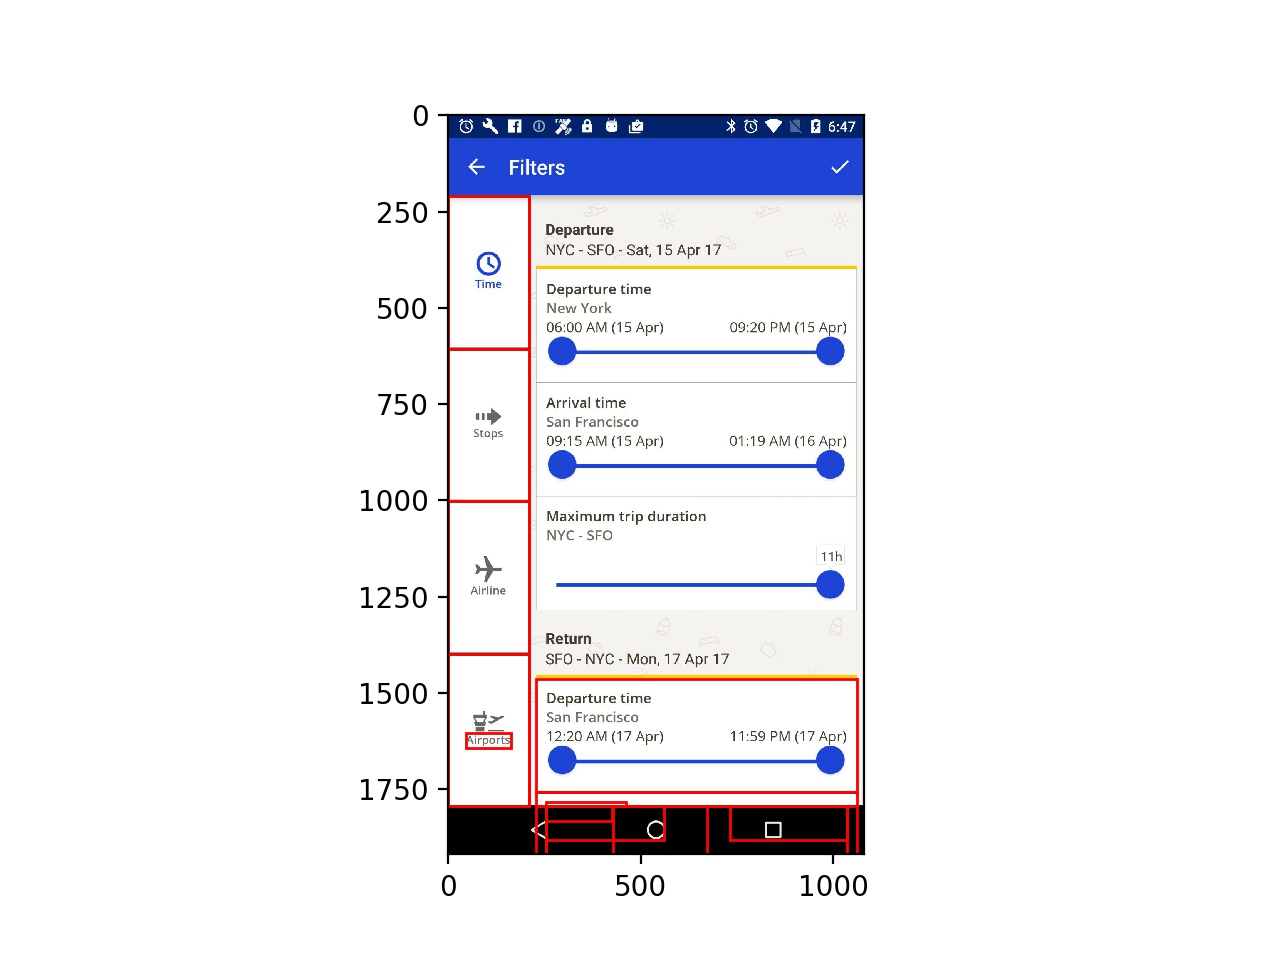 0
250
500
750
1000
1250
1500
1750
0
500
1000
6:47
Filters
Time
Stops
Airline
Airports
Departure
NYC - SFO - Sat, 15 Apr 17
Departure time
New York
06:00 AM (15 Apr) 09:20 PM (15 Apr)
Arrival time
San Francisco
09:15 AM (15 Apr) 01:19 AM (16 Apr)
Maximum trip duration
NYC - SFO
11h
Return
SFO - NYC - Mon, 17 Apr 17
Departure time
San Francisco
12:20 AM (17 Apr) 11:59 PM (17 Apr)